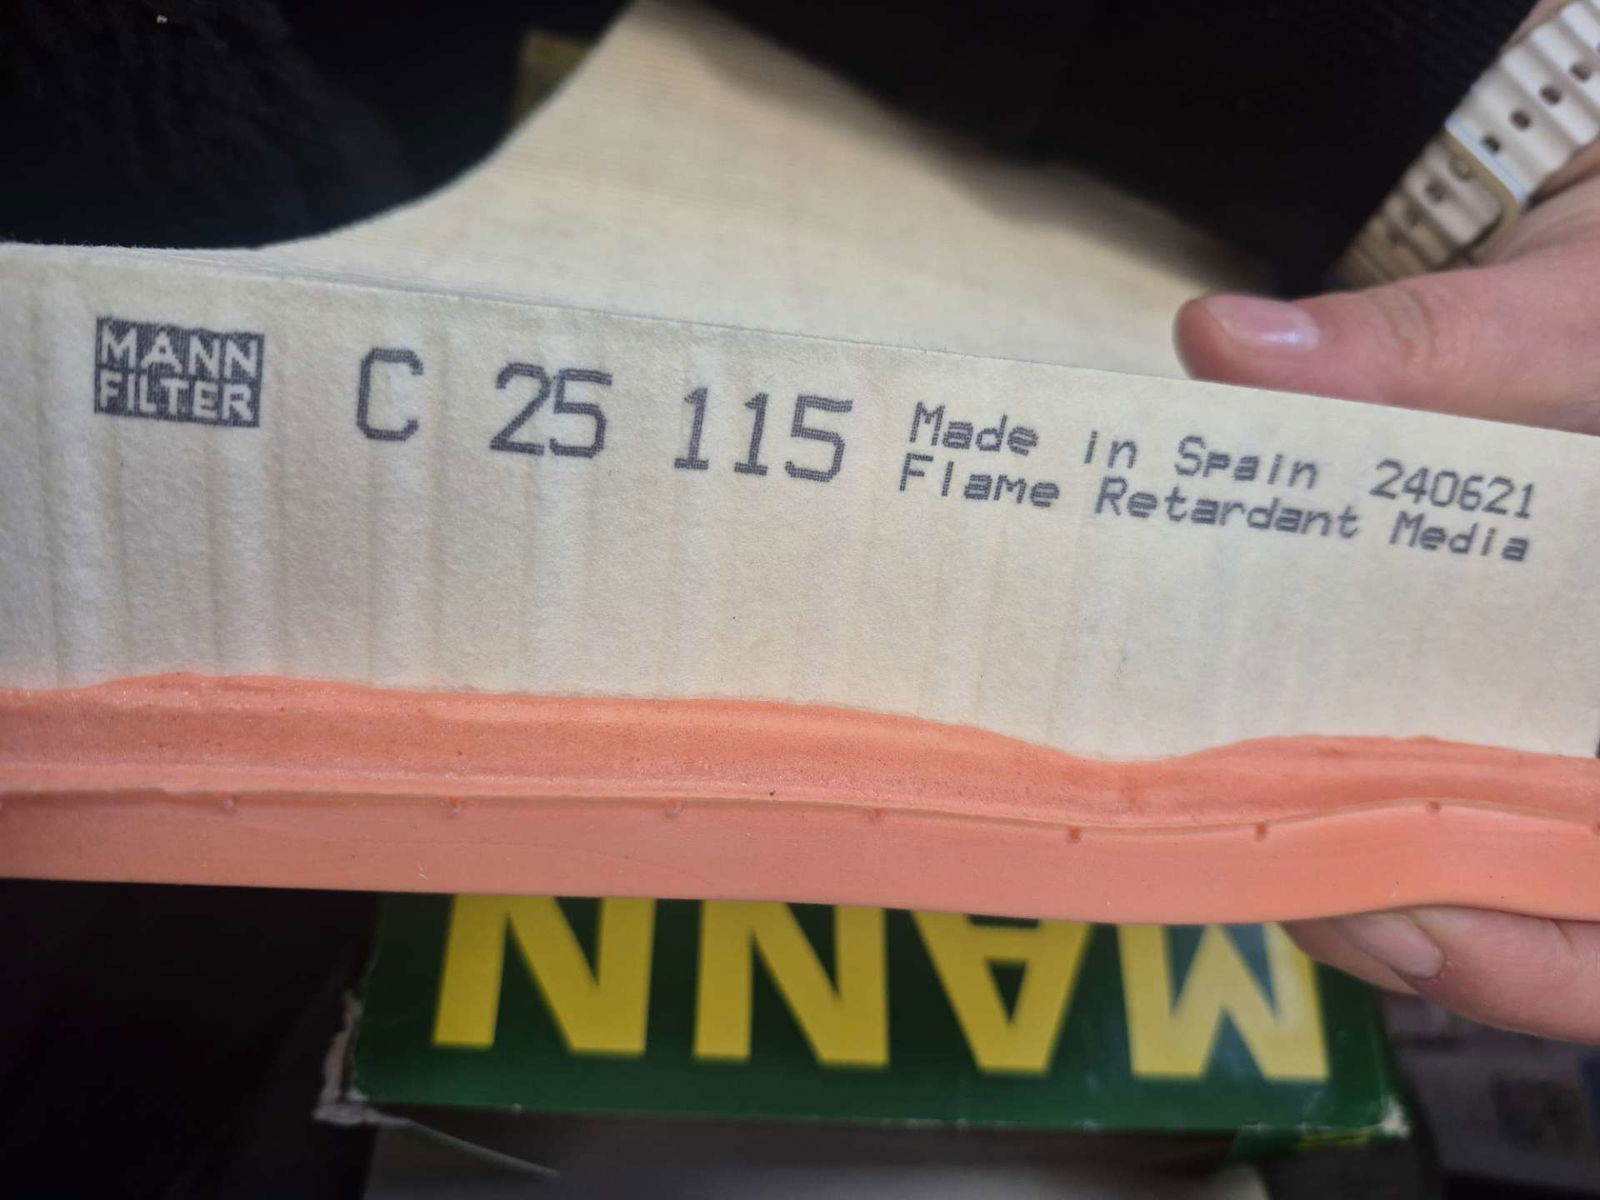 MANN
FILTER
C 25 115
Made in Spain 240621
Flame Retardant Media
MANN